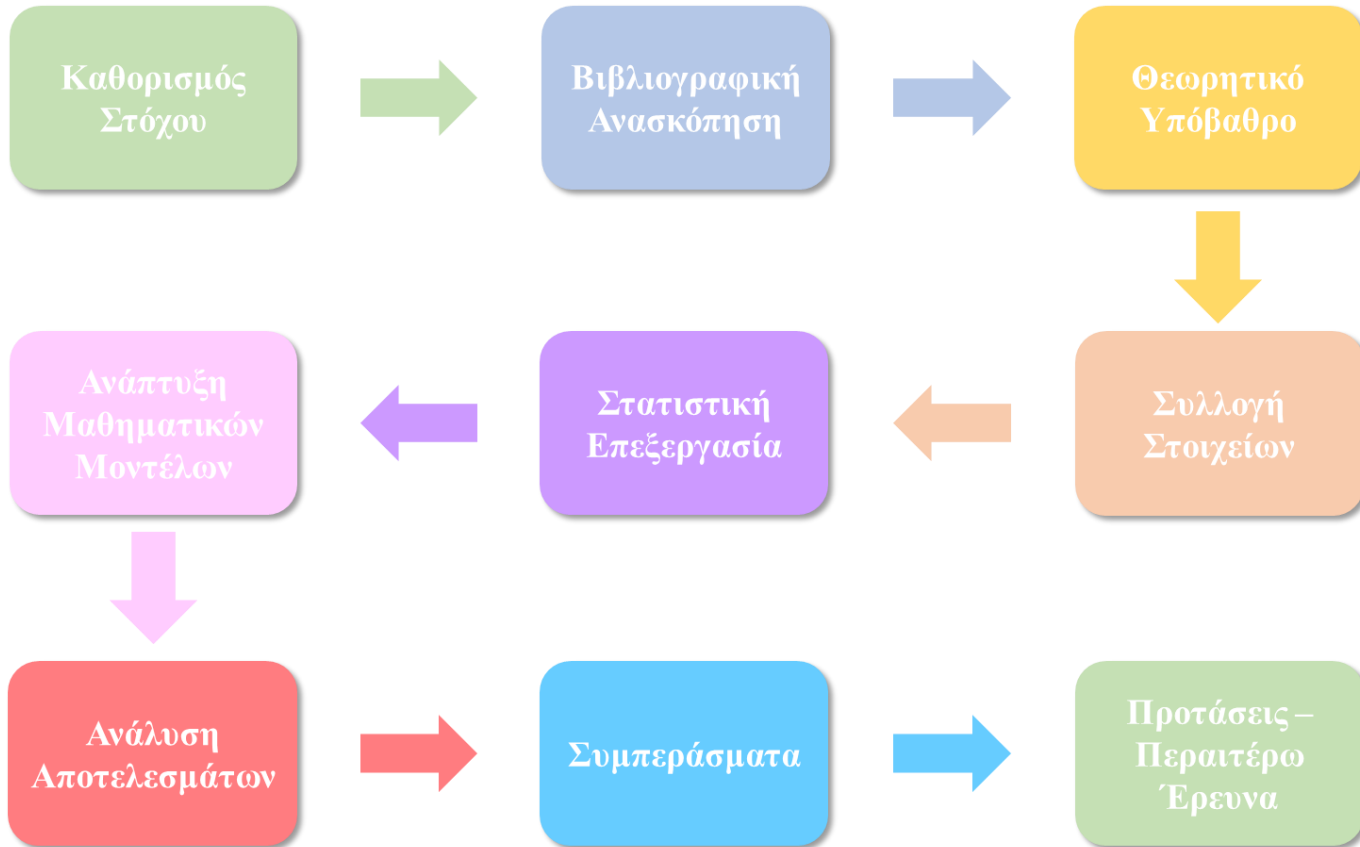 Καθορισμός
Στόχου
Βιβλιογραφική
Ανασκόπηση
Θεωρητικό
Υπόβαθρο
Συλλογή
Στοιχείων
Στατιστική
Επεξεργασία
Ανάπτυξη
Μαθηματικών
Μοντέλων
Ανάλυση
Αποτελεσμάτων
Συμπεράσματα
Προτάσεις –
Περαιτέρω
Έρευνα